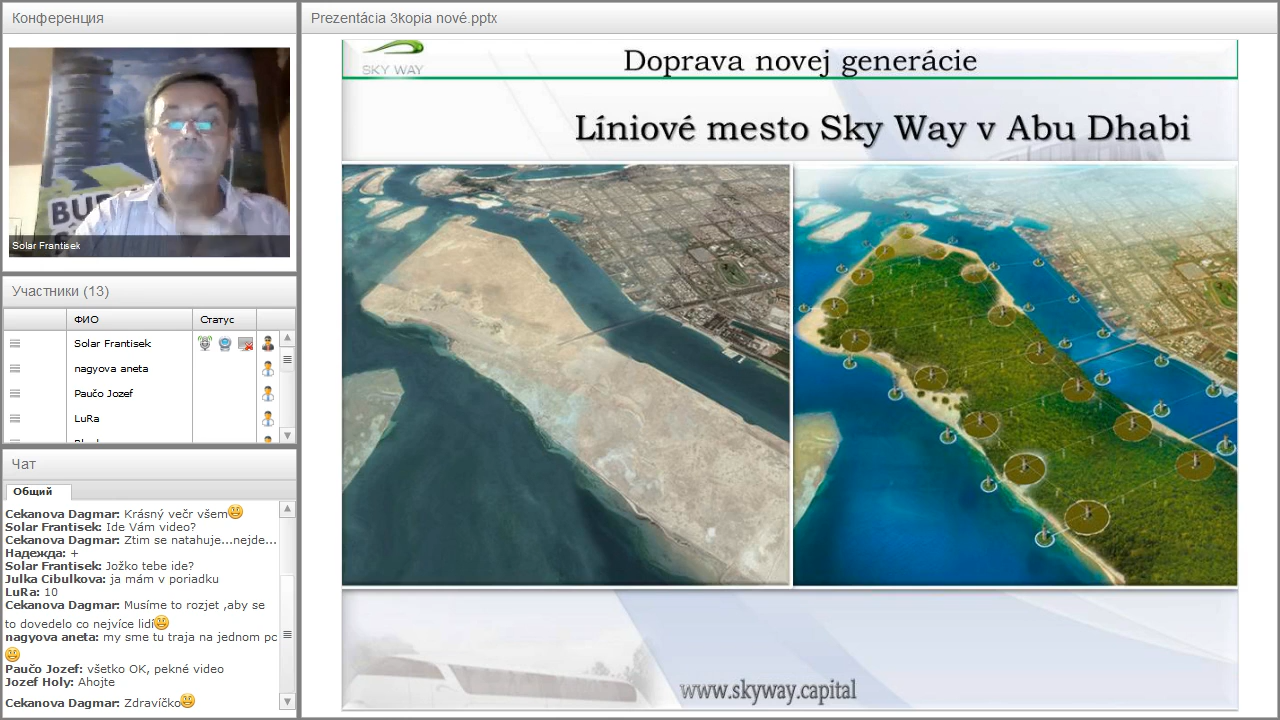 Конференция
BU
Solar Frantisek
Участники (13)
ФИО
Статус
Solar Frantisek
nagyova aneta
Paučo Jozef
LuRa
Чат
Общий
Cekanova Dagmar: Krásný večr všem
Solar Frantisek: Ide Vám video?
Cekanova Dagmar: Ztim se natahuje...nejde...
Надежда: +
Solar Frantisek: Jožko tebe ide?
Julka Cibulkova: ja mám v poriadku
LuRa: 10
Cekanova Dagmar: Musíme to rozjet ,aby se
to dovedelo co nejvíce lidí
nagyova aneta: my sme tu traja na jednom pc
Paučo Jozef: všetko OK, pekné video
Jozef Holy: Ahojte
Cekanova Dagmar: Zdravíčko
Prezentácia 3kopia nové.pptx
SKY WAY
Doprava novej generácie
Líniové mesto Sky Way v Abu Dhabi
www.skyway.capital